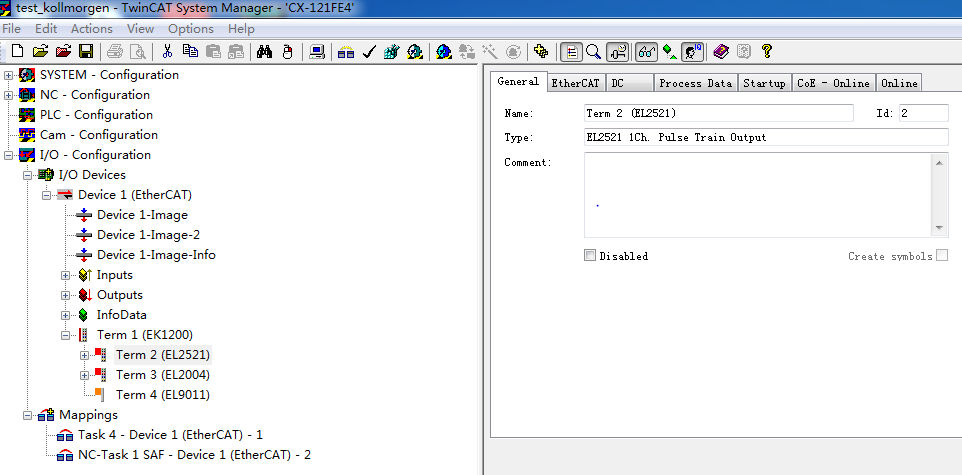 test_kollmorgen - TwinCAT System Manager - 'CX-121FE4'
File Edit Actions View Options Help
SYSTEM - Configuration
NC - Configuration
PLC - Configuration
Cam - Configuration
I/O - Configuration
I/O Devices
Device 1 (EtherCAT)
Device 1-Image
Device 1-Image-2
Device 1-Image-Info
Inputs
Outputs
InfoData
Term 1 (EK1200)
Term 2 (EL2521)
Term 3 (EL2004)
Term 4 (EL9011)
Mappings
Task 4 - Device 1 (EtherCAT) - 1
NC-Task 1 SAF - Device 1 (EtherCAT) - 2
General EtherCAT DC Process Data Startup CoE - Online Online
Name: Term 2 (EL2521) Id: 2
Type: EL2521 1Ch. Pulse Train Output
Comment:
.
Disabled Create symbols